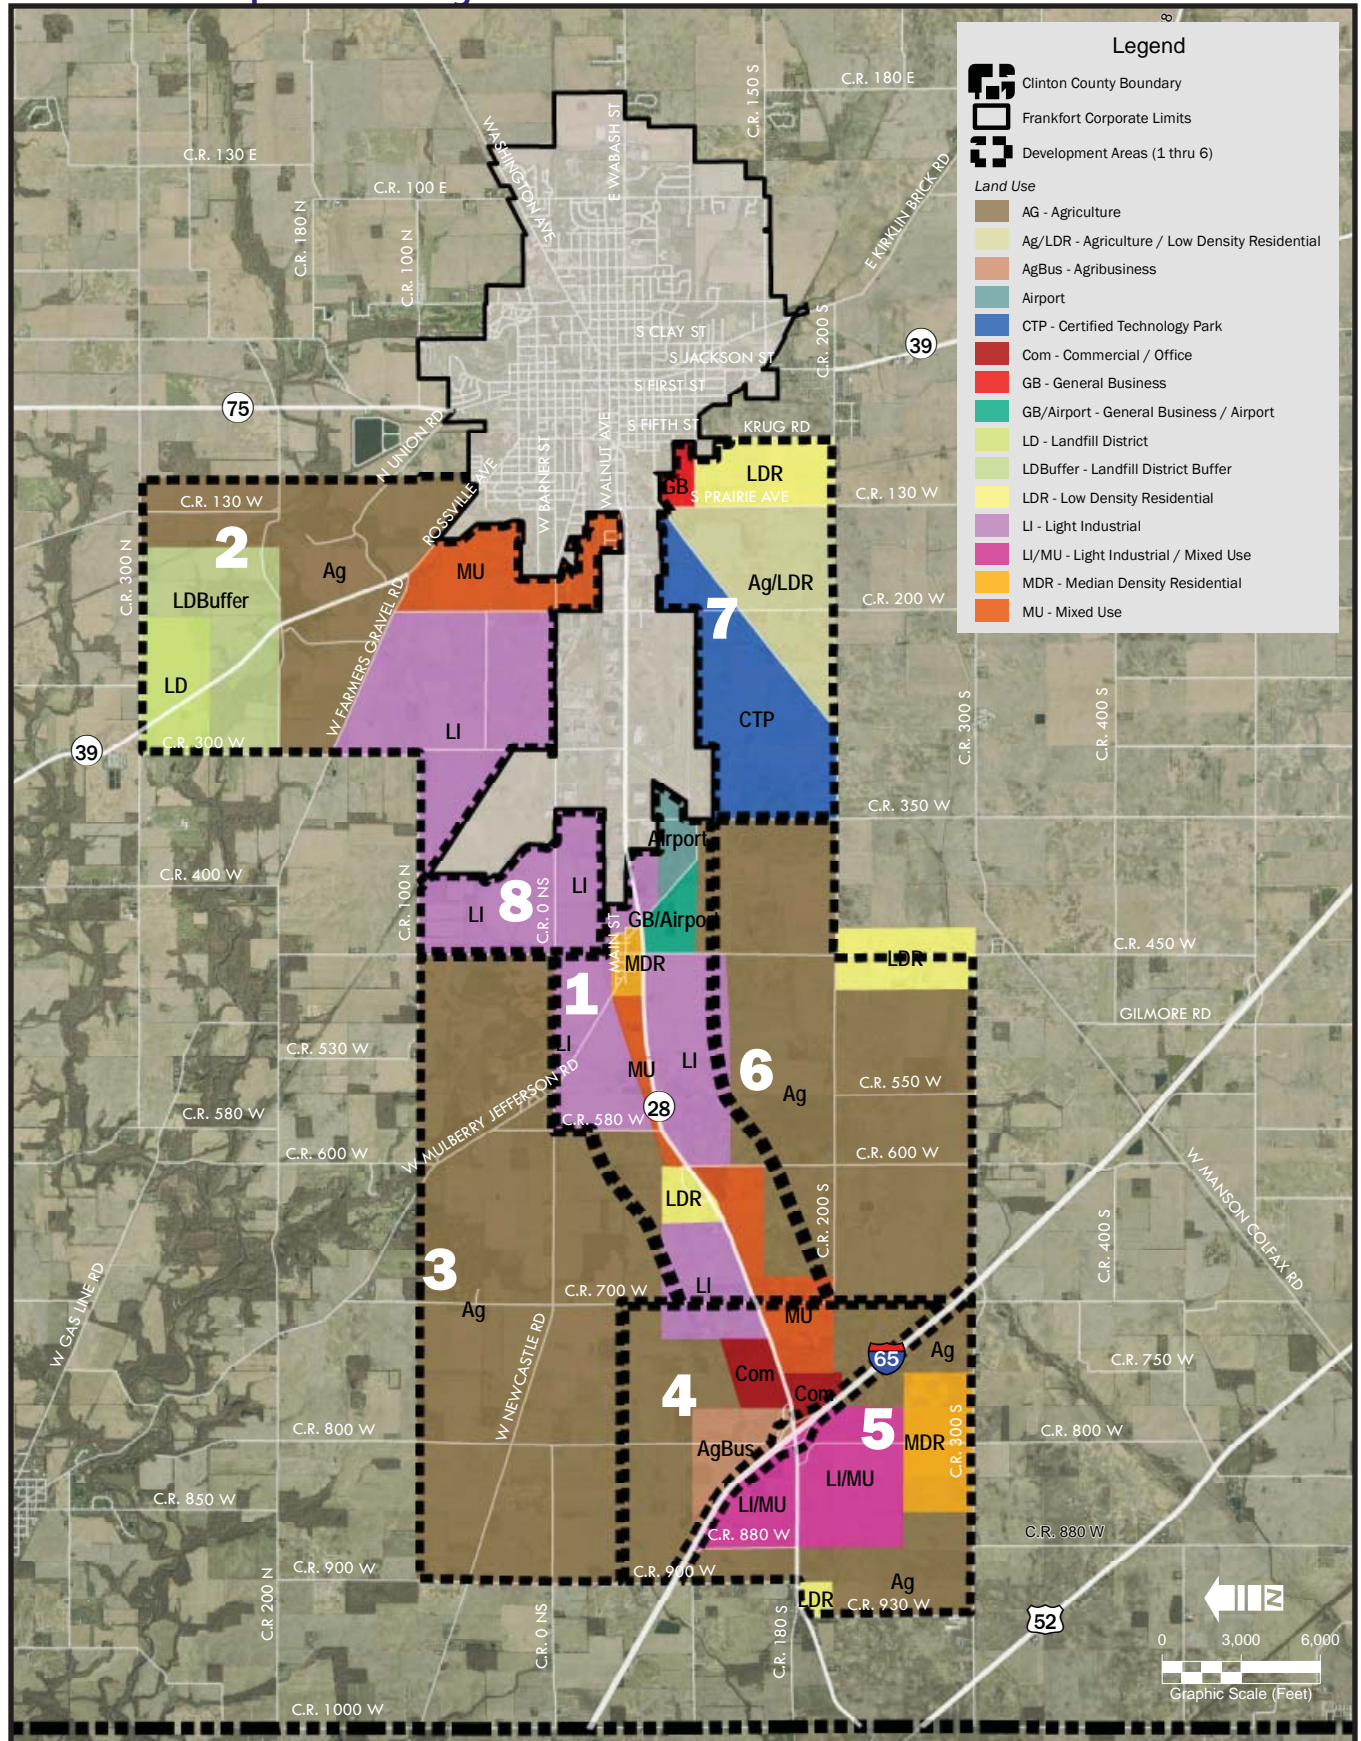 Legend
Clinton County Boundary
Frankfort Corporate Limits
Development Areas (1 thru 6)
Land Use
AG - Agriculture
Ag/LDR - Agriculture / Low Density Residential
AgBus - Agribusiness
Airport
CTP - Certified Technology Park
Com - Commercial / Office
GB - General Business
GB/Airport - General Business / Airport
LD - Landfill District
LDBuffer - Landfill District Buffer
LDR - Low Density Residential
LI - Light Industrial
LI/MU - Light Industrial / Mixed Use
MDR - Median Density Residential
MU - Mixed Use
8
C.R. 180 E
C.R. 150 S
E WABASH ST
WASHINGTON AVE
C.R. 130 E
C.R. 100 E
E KIRKLIN BRICK RD
C.R. 180 N
C.R. 100 N
S CLAY ST
C.R. 200 S
39
S JACKSON ST
S FIRST ST
75
S FIFTH ST
KRUG RD
N UNION RD
WALNUT AVE
W BARNER ST
ROSSVILLE AVE
GB
LDR
S PRAIRIE AVE
C.R. 130 W
C.R. 130 W
2
C.R. 300 N
Ag
MU
LDBuffer
Ag/LDR
C.R. 200 W
7
W FARMERS GRAVEL RD
LD
CTP
LI
C.R. 300 W
39
C.R. 300 S
C.R. 400 S
C.R. 350 W
Airport
C.R. 400 W
C.R. 100 N
LI
8
LI
C.R. 0 NS
GB/Airport
MAIN ST
C.R. 450 W
LDR
MDR
1
GILMORE RD
C.R. 530 W
LI
LI
MU
6
Ag
C.R. 550 W
28
C.R. 580 W
C.R. 580 W
W MULBERRY JEFFERSON RD
C.R. 600 W
C.R. 600 W
W MANSON COLFAX RD
LDR
C.R. 200 S
C.R. 400 S
3
Ag
C.R. 700 W
LI
W GAS LINE RD
MU
65
Ag
C.R. 750 W
W NEWCASTLE RD
Com
Com
4
C.R. 800 W
5
MDR
C.R. 300 S
C.R. 800 W
AgBus
LI/MU
C.R. 850 W
LI/MU
C.R. 880 W
C.R. 880 W
C.R. 900 W
C.R. 900 W
Ag
LDR
C.R. 930 W
C.R 200 N
C.R. 0 NS
C.R. 180 S
52
N
0 3,000 6,000
Graphic Scale (Feet)
C.R. 1000 W